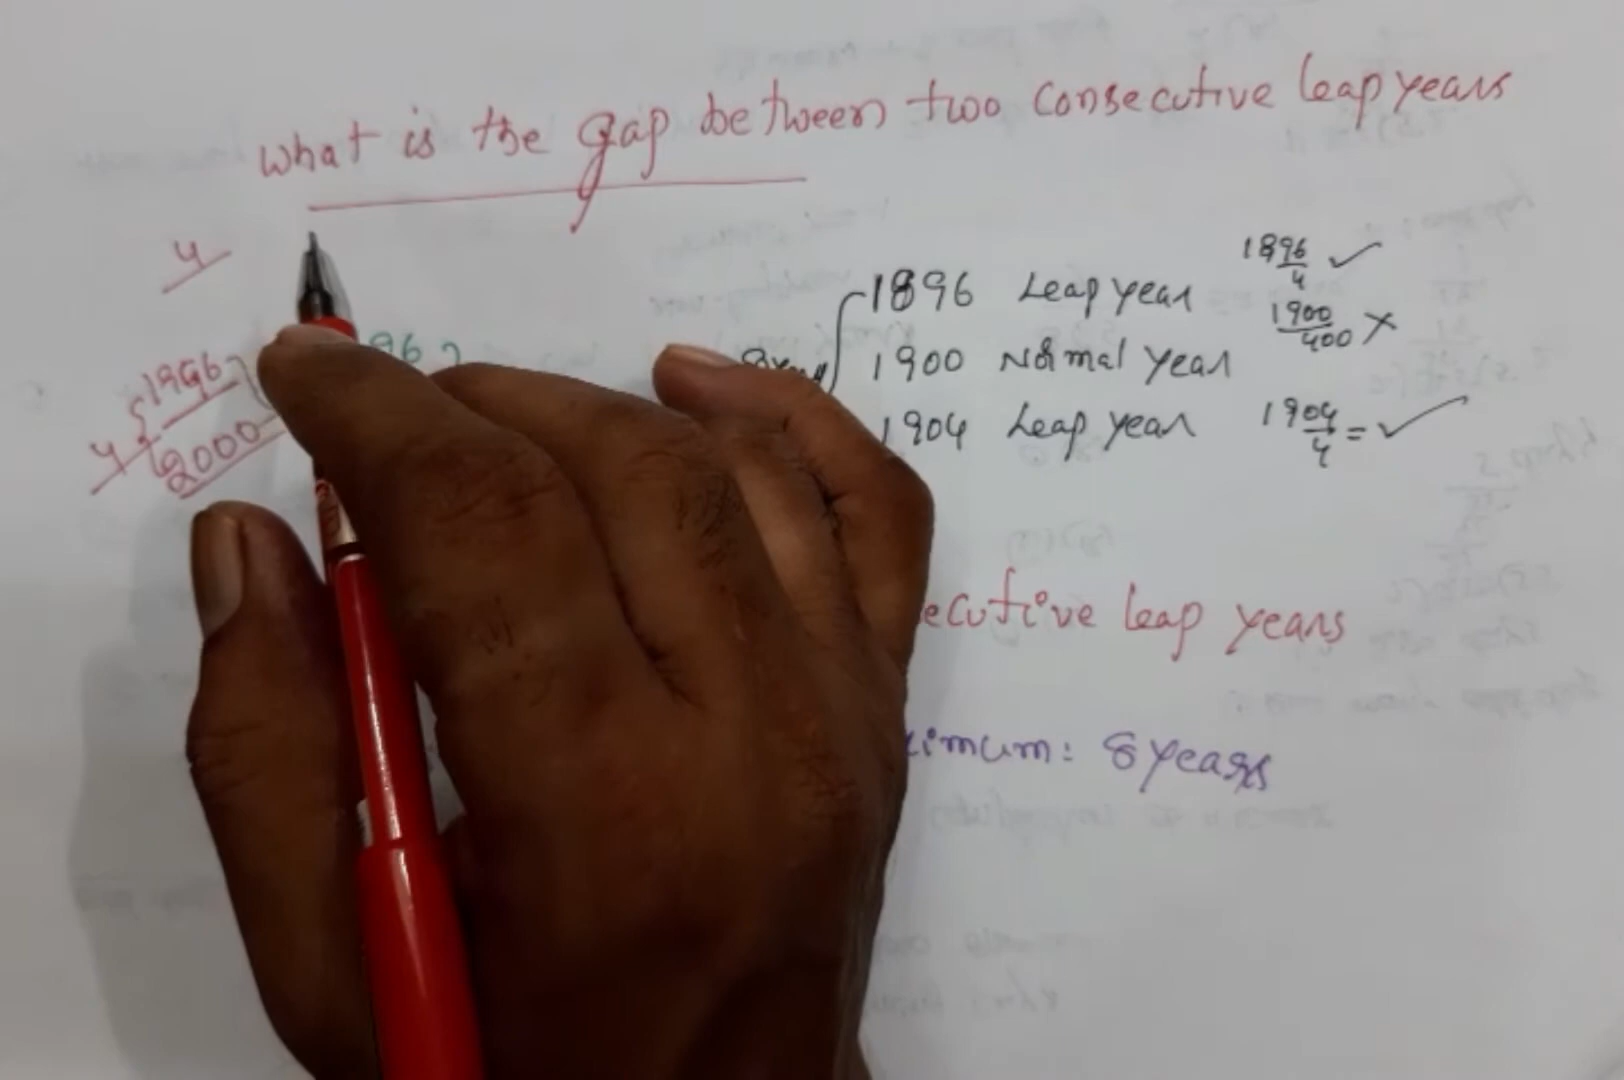 What is the gap between two consecutive leap years
4
1896 Leap year 1896/4 ✓
1900 Normal year 1900/400 ×
1904 Leap year 1904/4 = ✓
1996
4
2000
96
ecutive leap years
imum: 8 years